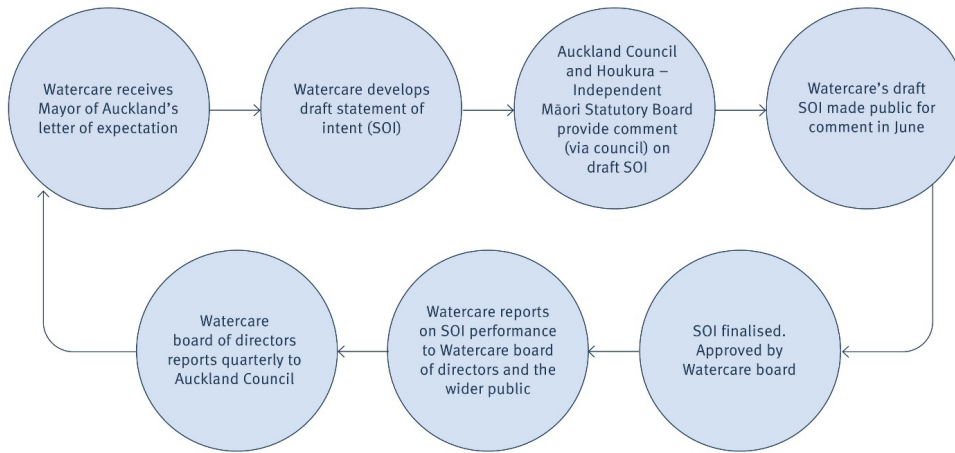 Watercare receives
Mayor of Auckland's
letter of expectation
Watercare develops
draft statement of
intent (SOI)
Auckland Council
and Houkura –
Independent
Māori Statutory Board
provide comment
(via council) on
draft SOI
Watercare's draft
SOI made public for
comment in June
SOI finalised.
Approved by
Watercare board
Watercare reports
on SOI performance
to Watercare board
of directors and the
wider public
Watercare
board of directors
reports quarterly to
Auckland Council